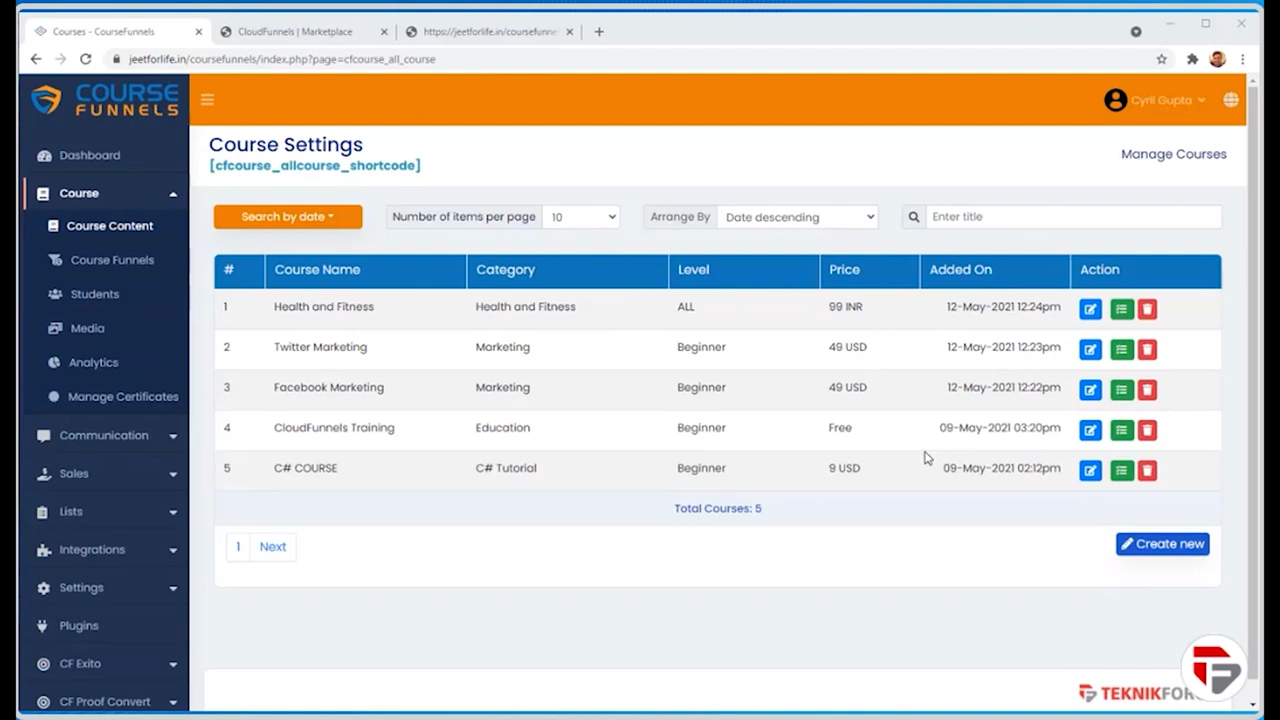 Courses - CourseFunnels
CloudFunnels | Marketplace
https://jeetforlife.in/coursefunne
jeetforlife.in/coursefunnels/index.php?page=cfcourse_all_course
COURSE
FUNNELS
Cyril Gupta
Dashboard
Course
Course Content
Course Funnels
Students
Media
Analytics
Manage Certificates
Communication
Sales
Lists
Integrations
Settings
Plugins
CF Exito
CF Proof Convert
Course Settings
[cfcourse_allcourse_shortcode]
Manage Courses
Search by date
Number of items per page 10
Arrange By Date descending
Enter title
# Course Name Category Level Price Added On Action
1 Health and Fitness Health and Fitness ALL 99 INR 12-May-2021 12:24pm
2 Twitter Marketing Marketing Beginner 49 USD 12-May-2021 12:23pm
3 Facebook Marketing Marketing Beginner 49 USD 12-May-2021 12:22pm
4 CloudFunnels Training Education Beginner Free 09-May-2021 03:20pm
5 C# COURSE C# Tutorial Beginner 9 USD 09-May-2021 02:12pm
Total Courses: 5
1 Next
Create new